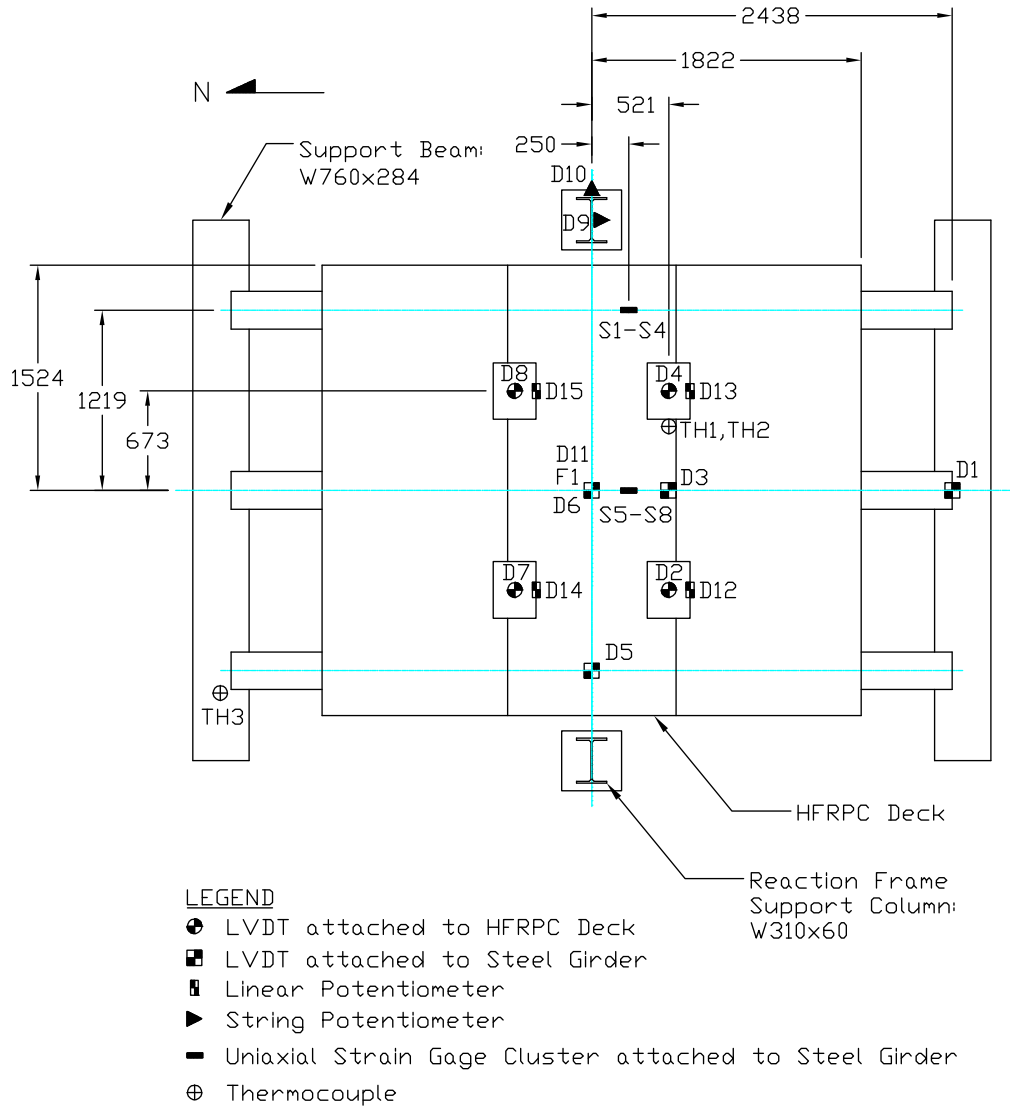 2438
1822
521
250
N
Support Beam:
W760x284
D10
D9
S1-S4
1524
1219
673
D8
D4
D15
D13
TH1,TH2
D11
F1
D6
D3
D1
S5-S8
D7
D2
D14
D12
D5
TH3
HFRPC Deck
Reaction Frame
Support Column:
W310x60
LEGEND
LVDT attached to HFRPC Deck
LVDT attached to Steel Girder
Linear Potentiometer
String Potentiometer
Uniaxial Strain Gage Cluster attached to Steel Girder
Thermocouple